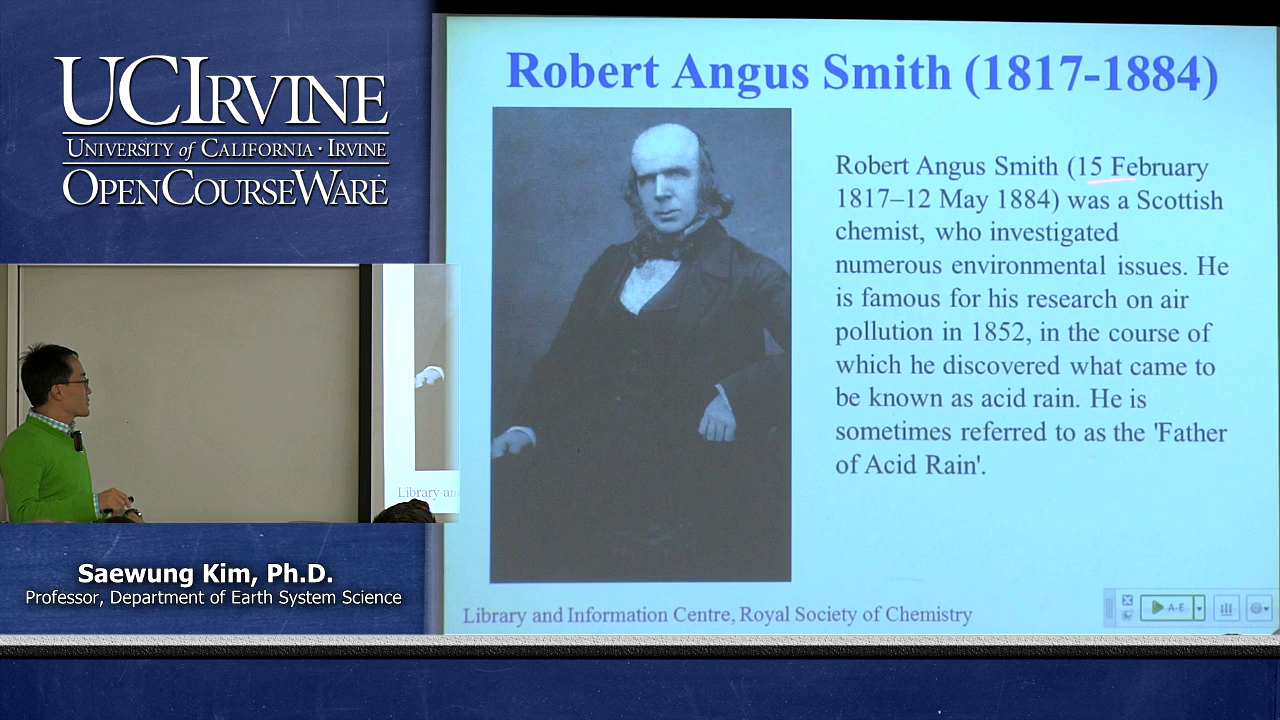 UCIRVINE
UNIVERSITY of CALIFORNIA · IRVINE
OPENCOURSEWARE
Robert Angus Smith (1817-1884)
Robert Angus Smith (15 February
1817–12 May 1884) was a Scottish
chemist, who investigated
numerous environmental issues. He
is famous for his research on air
pollution in 1852, in the course of
which he discovered what came to
be known as acid rain. He is
sometimes referred to as the 'Father
of Acid Rain'.
Library and Information Centre, Royal Society of Chemistry
A-E
Library an
Saewung Kim, Ph.D.
Professor, Department of Earth System Science